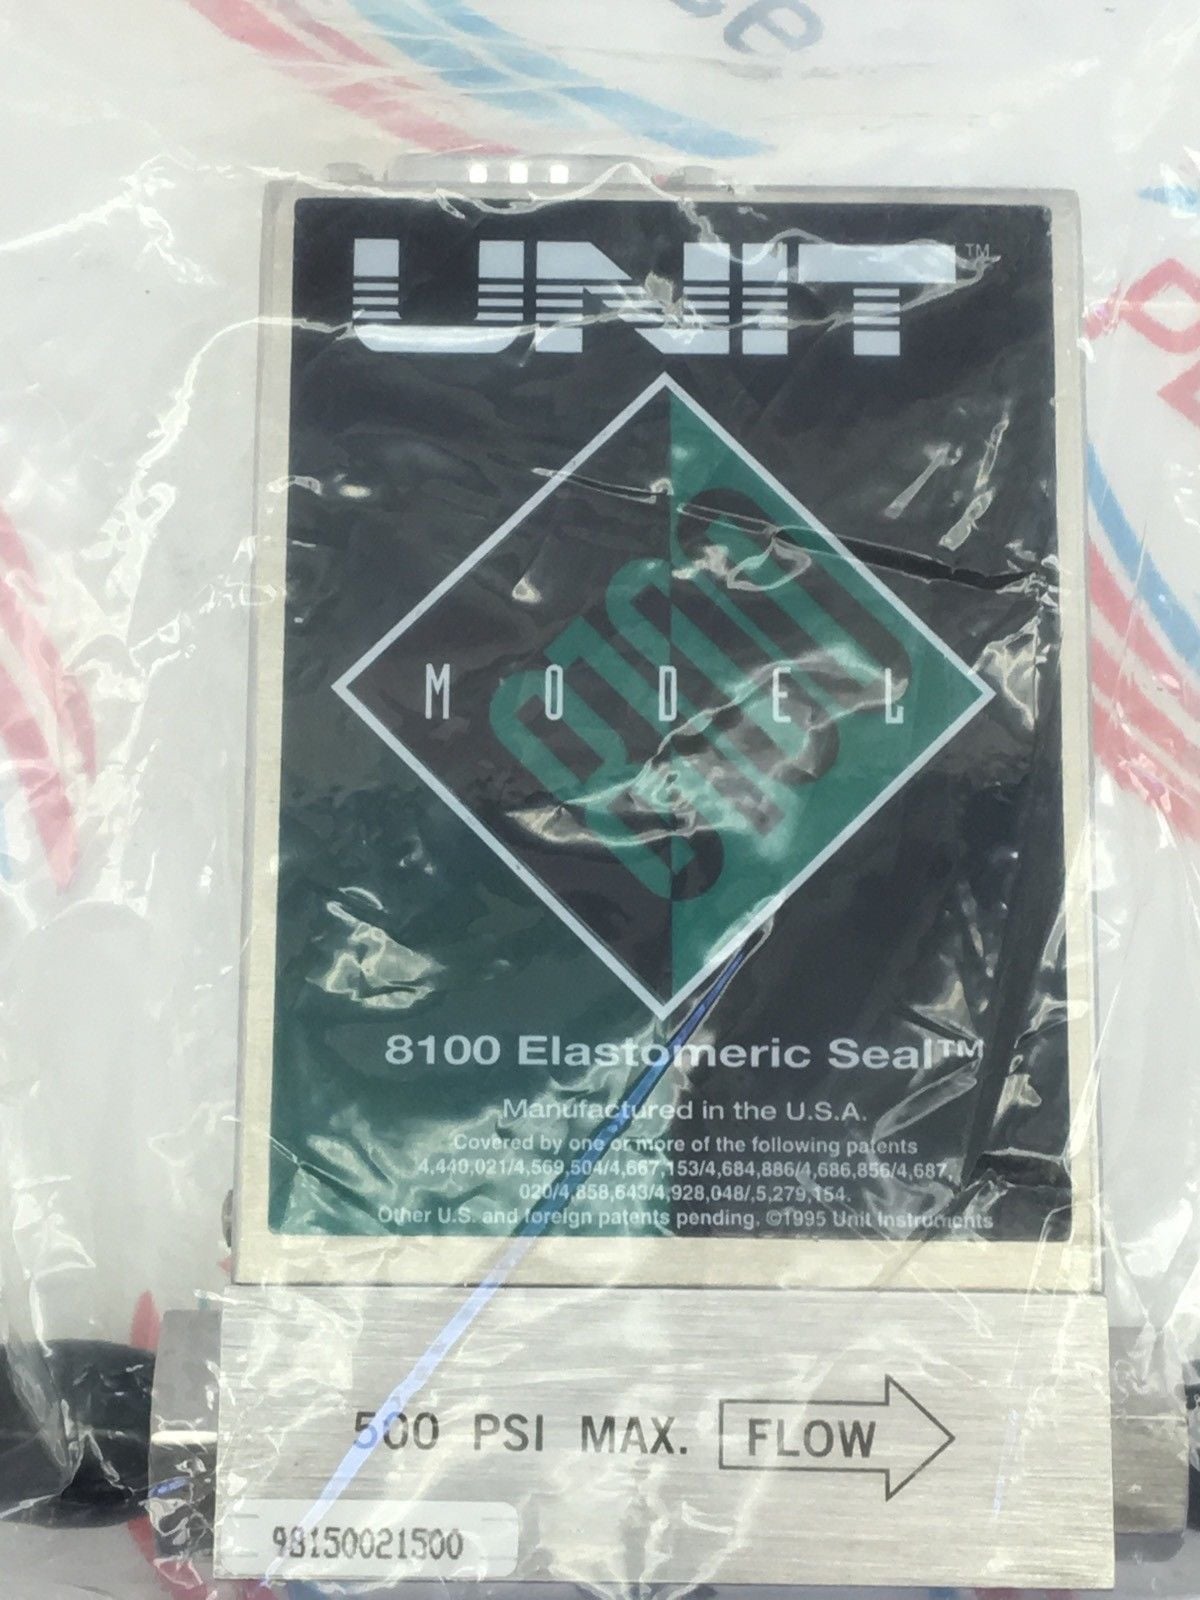 UNIT™
8100
MODEL
8100 Elastomeric Seal™
Manufactured in the U.S.A.
Covered by one or more of the following patents
4,440,021/4,569,504/4,667,153/4,684,886/4,686,856/4,687,
020/4,858,643/4,928,048/,5,279,154.
Other U.S. and foreign patents pending. ©1995 Unit Instruments
500 PSI MAX. FLOW
98150021500